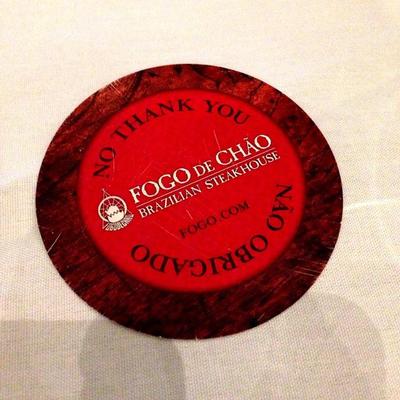 NO THANK YOU
FOGO DE CHÃO
BRAZILIAN STEAKHOUSE
FOGO.COM
NÃO OBRIGADO